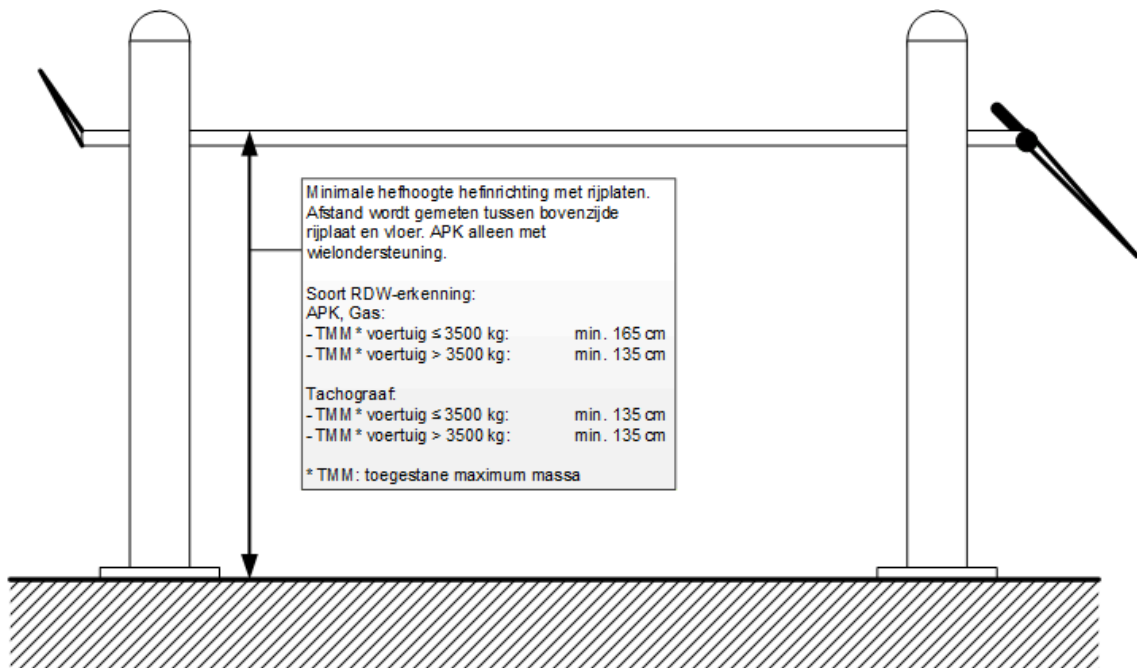 Minimale hefhoogte hefinrichting met rijplaten.
Afstand wordt gemeten tussen bovenzijde
rijplaat en vloer. APK alleen met
wielondersteuning.
Soort RDW-erkenning:
APK, Gas:
- TMM * voertuig ≤ 3500 kg: min. 165 cm
- TMM * voertuig > 3500 kg: min. 135 cm
Tachograaf:
- TMM * voertuig ≤ 3500 kg: min. 135 cm
- TMM * voertuig > 3500 kg: min. 135 cm
* TMM: toegestane maximum massa